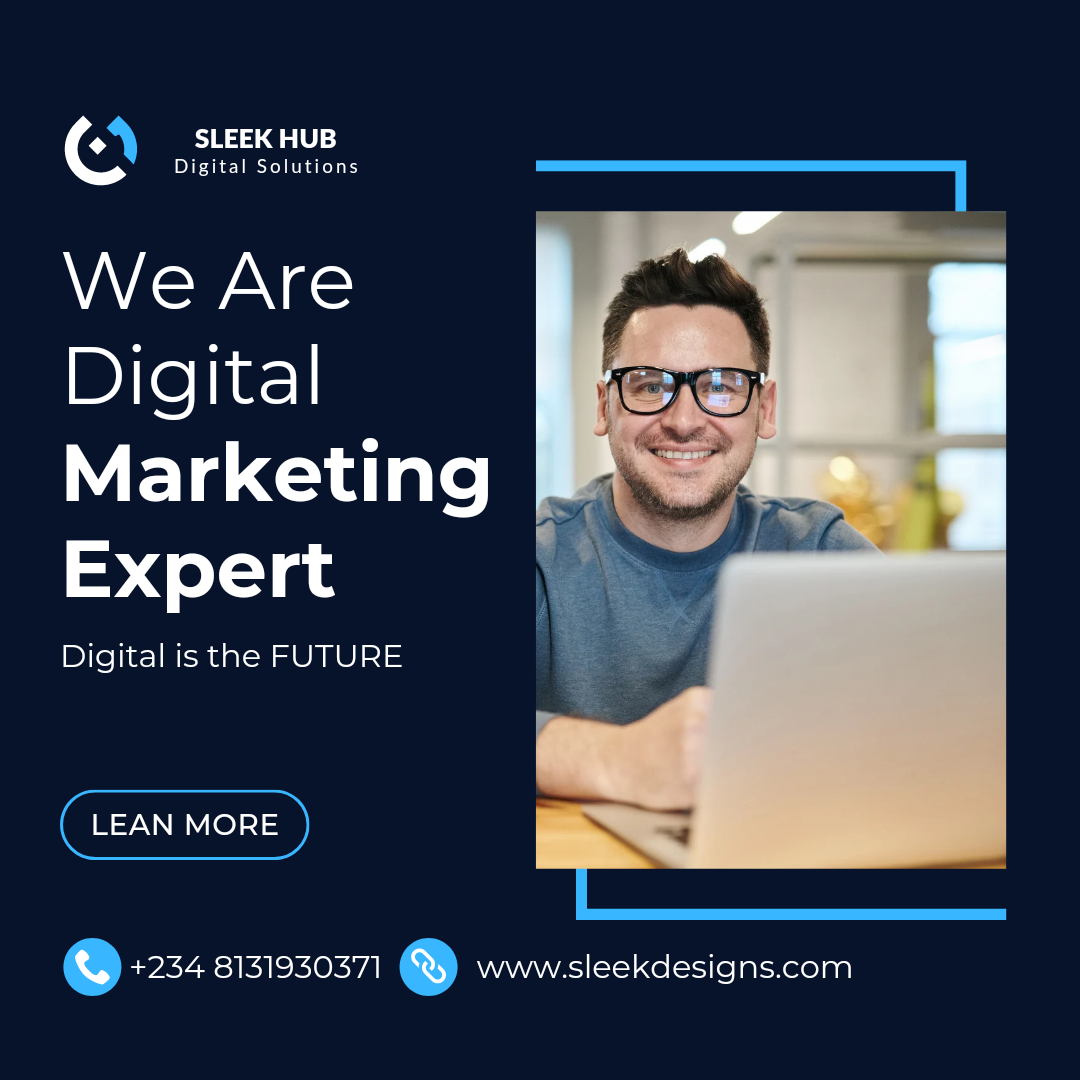 SLEEK HUB
Digital Solutions
We Are
Digital
Marketing
Expert
Digital is the FUTURE
LEAN MORE
+234 8131930371
www.sleekdesigns.com